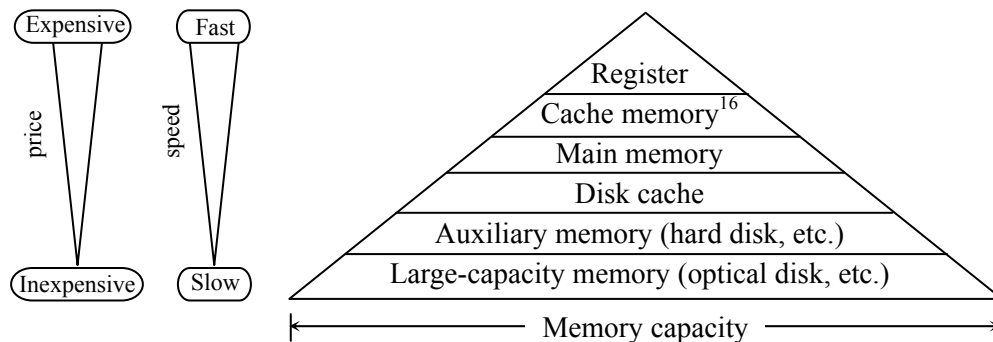 Expensive
Fast
price
speed
Inexpensive
Slow
Register
Cache memory16
Main memory
Disk cache
Auxiliary memory (hard disk, etc.)
Large-capacity memory (optical disk, etc.)
Memory capacity